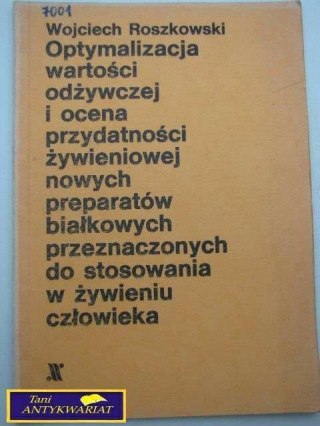 7001
Wojciech Roszkowski
Optymalizacja
wartości
odżywczej
i ocena
przydatności
żywieniowej
nowych
preparatów
białkowych
przeznaczonych
do stosowania
w żywieniu
człowieka
Tani
ANTYKWARIAT